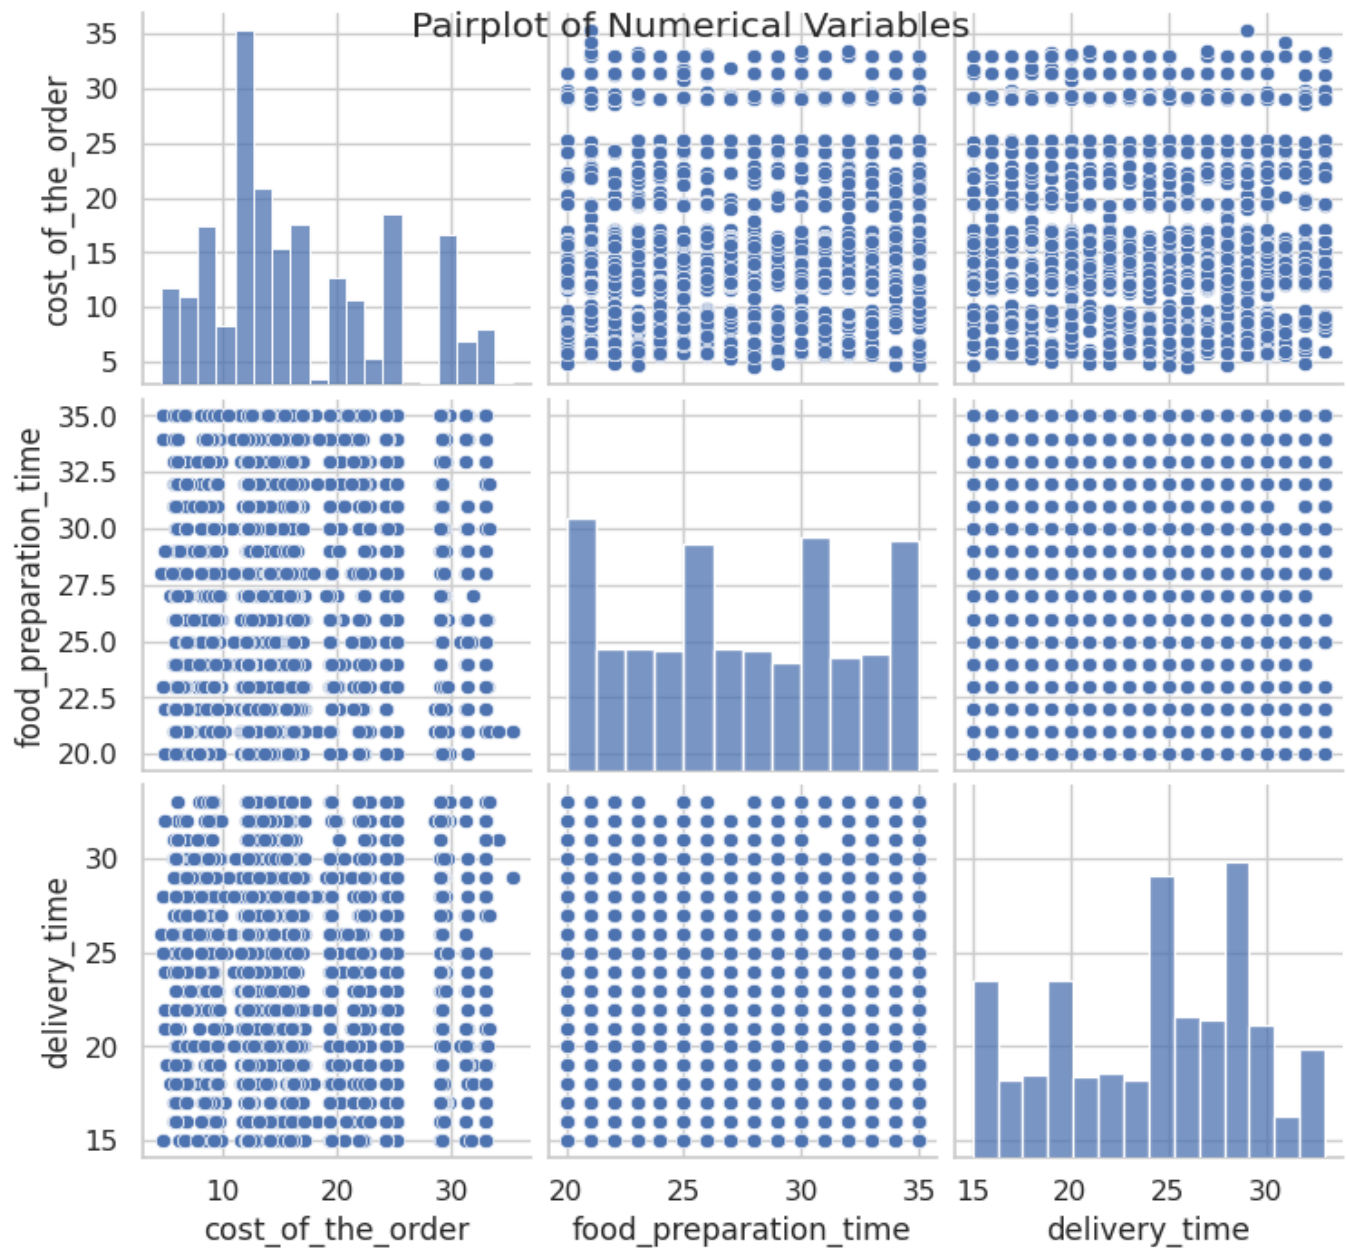 Pairplot of Numerical Variables
cost_of_the_order
35
30
25
20
15
10
5
food_preparation_time
35.0
32.5
30.0
27.5
25.0
22.5
20.0
delivery_time
30
25
20
15
10 20 30
20 25 30 35
15 20 25 30
cost_of_the_order
food_preparation_time
delivery_time